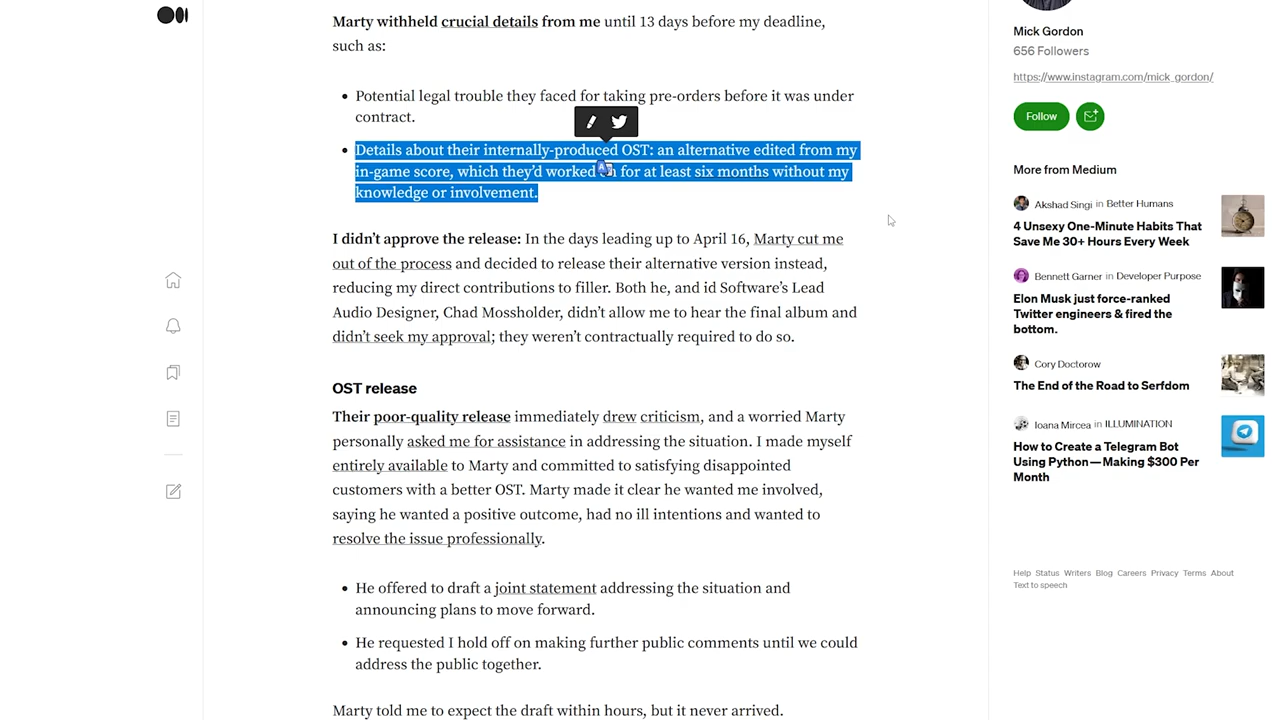 Marty withheld crucial details from me until 13 days before my deadline,
such as:
Potential legal trouble they faced for taking pre-orders before it was under
contract.
Details about their internally-produced OST: an alternative edited from my
in-game score, which they'd worked for at least six months without my
knowledge or involvement.
I didn't approve the release: In the days leading up to April 16, Marty cut me
out of the process and decided to release their alternative version instead,
reducing my direct contributions to filler. Both he, and id Software's Lead
Audio Designer, Chad Mossholder, didn't allow me to hear the final album and
didn't seek my approval; they weren't contractually required to do so.
OST release
Their poor-quality release immediately drew criticism, and a worried Marty
personally asked me for assistance in addressing the situation. I made myself
entirely available to Marty and committed to satisfying disappointed
customers with a better OST. Marty made it clear he wanted me involved,
saying he wanted a positive outcome, had no ill intentions and wanted to
resolve the issue professionally.
He offered to draft a joint statement addressing the situation and
announcing plans to move forward.
He requested I hold off on making further public comments until we could
address the public together.
Marty told me to expect the draft within hours, but it never arrived.
Mick Gordon
656 Followers
https://www.instagram.com/mick_gordon/
Follow
More from Medium
Akshad Singi in Better Humans
4 Unsexy One-Minute Habits That
Save Me 30+ Hours Every Week
Bennett Garner in Developer Purpose
Elon Musk just force-ranked
Twitter engineers & fired the
bottom.
Cory Doctorow
The End of the Road to Serfdom
Ioana Mircea in ILLUMINATION
How to Create a Telegram Bot
Using Python—Making $300 Per
Month
Help Status Writers Blog Careers Privacy Terms About
Text to speech